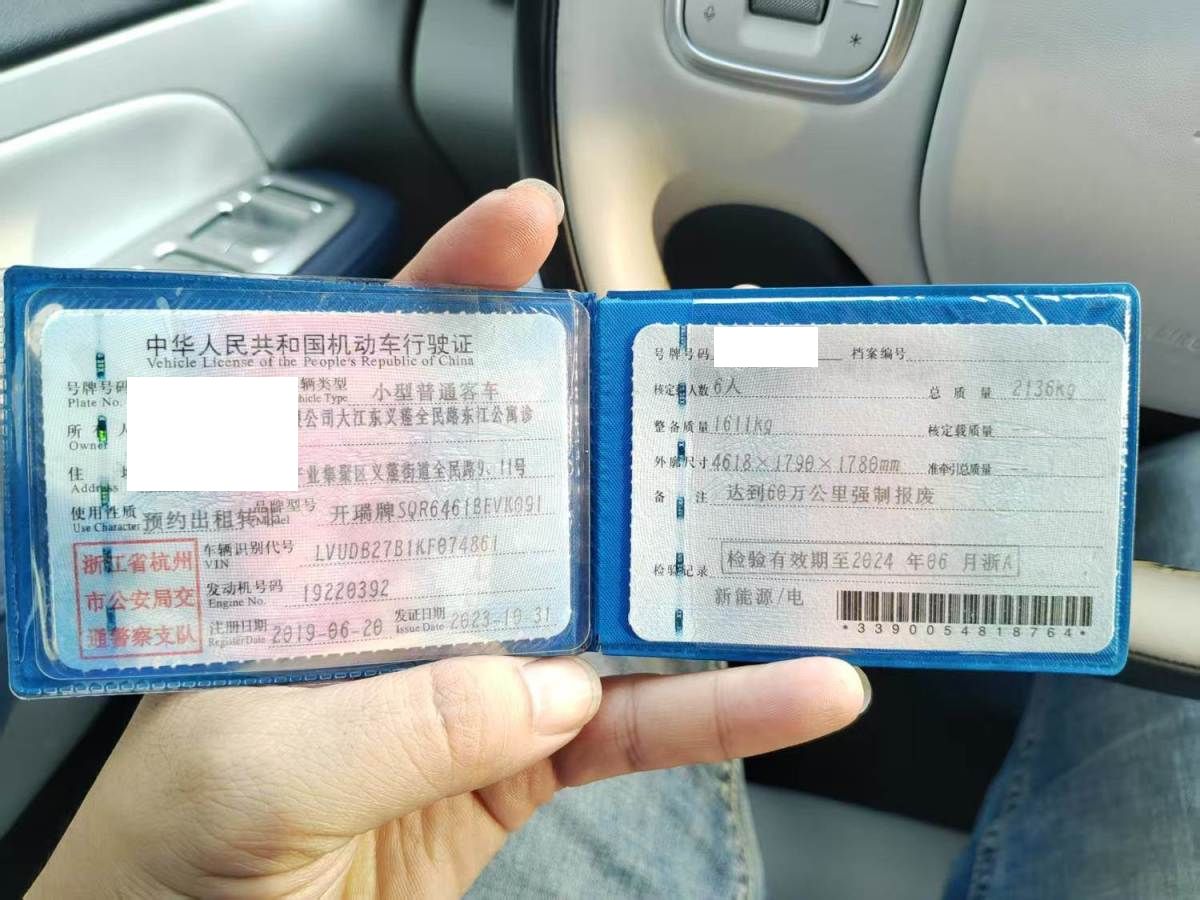 中华人民共和国机动车行驶证
Vehicle License of the People's Republic of China
号牌号码
Plate No.
辆类型
Vehicle Type
小型普通客车
所 人
Owner
公司大江东义蓬全民路东江公寓诊
住 址
Address
业集聚区义蓬街道全民路9、11号
使用性质
Use Character
预约出租转非
品牌型号
Model
开瑞牌SQR6461BEVK091
车辆识别代号
VIN
LVUDB27B1KF074861
发动机号码
Engine No.
19220392
注册日期
Register Date
2019-06-20
发证日期
Issue Date
2023-10-31
浙江省杭州
市公安局交
通警察支队
号牌号码
档案编号
核定载人数 6人
总质量 2136kg
整备质量 1611kg
核定载质量 --
外廓尺寸 4618×1790×1780mm
准牵引总质量 --
备 注 达到60万公里强制报废
检验记录
检验有效期至2024 年06 月浙A
新能源/电
*3390054818764*